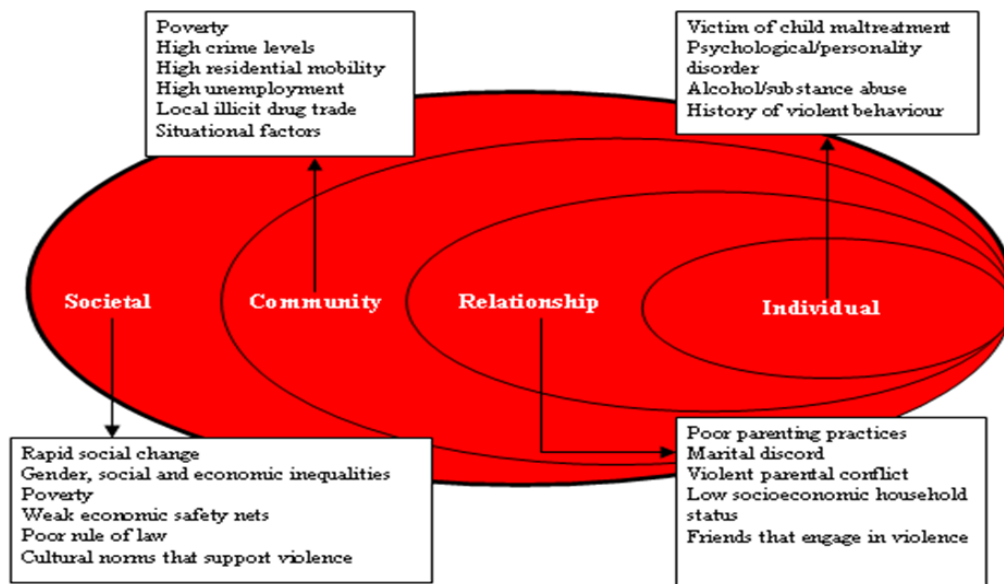 Poverty
High crime levels
High residential mobility
High unemployment
Local illicit drug trade
Situational factors
Victim of child maltreatment
Psychological/personality
disorder
Alcohol/substance abuse
History of violent behaviour
Societal
Community
Relationship
Individual
Rapid social change
Gender, social and economic inequalities
Poverty
Weak economic safety nets
Poor rule of law
Cultural norms that support violence
Poor parenting practices
Marital discord
Violent parental conflict
Low socioeconomic household
status
Friends that engage in violence